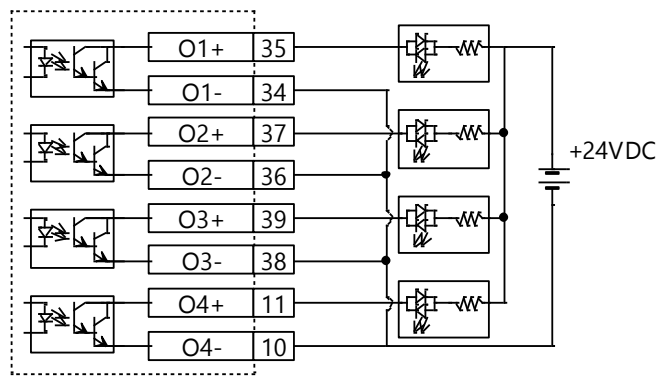 O1+ 35
O1- 34
O2+ 37
+24VDC
O2- 36
O3+ 39
O3- 38
O4+ 11
O4- 10